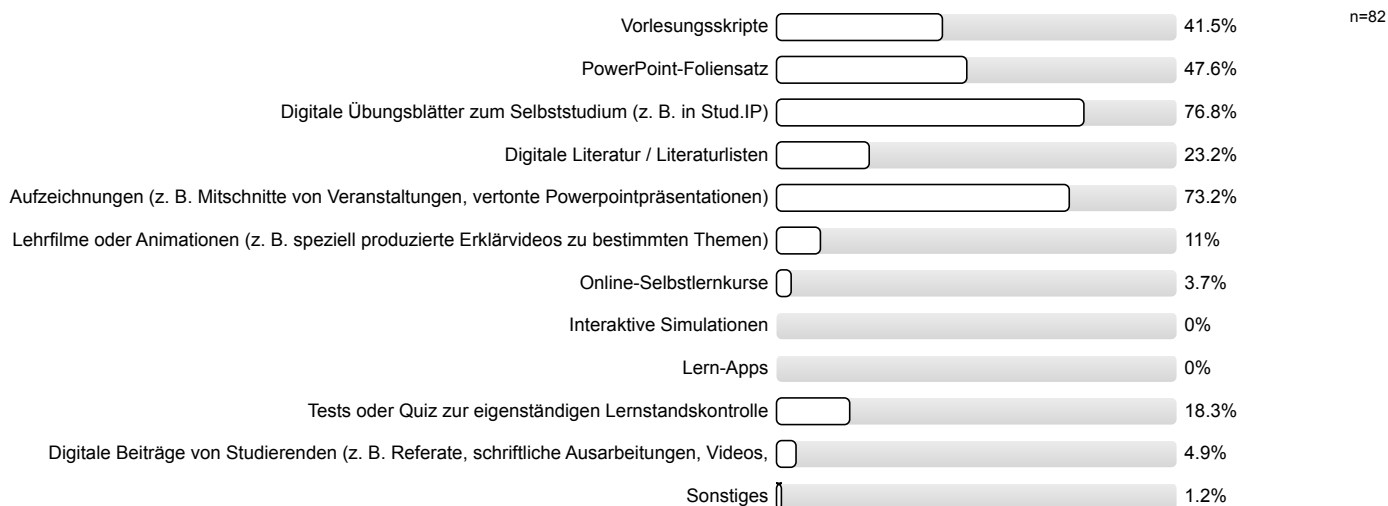 Vorlesungsskripte 41.5% n=82
PowerPoint-Foliensatz 47.6%
Digitale Übungsblätter zum Selbststudium (z. B. in Stud.IP) 76.8%
Digitale Literatur / Literaturlisten 23.2%
Aufzeichnungen (z. B. Mitschnitte von Veranstaltungen, vertonte Powerpointpräsentationen) 73.2%
Lehrfilme oder Animationen (z. B. speziell produzierte Erklärvideos zu bestimmten Themen) 11%
Online-Selbstlernkurse 3.7%
Interaktive Simulationen 0%
Lern-Apps 0%
Tests oder Quiz zur eigenständigen Lernstandskontrolle 18.3%
Digitale Beiträge von Studierenden (z. B. Referate, schriftliche Ausarbeitungen, Videos, 4.9%
Sonstiges 1.2%